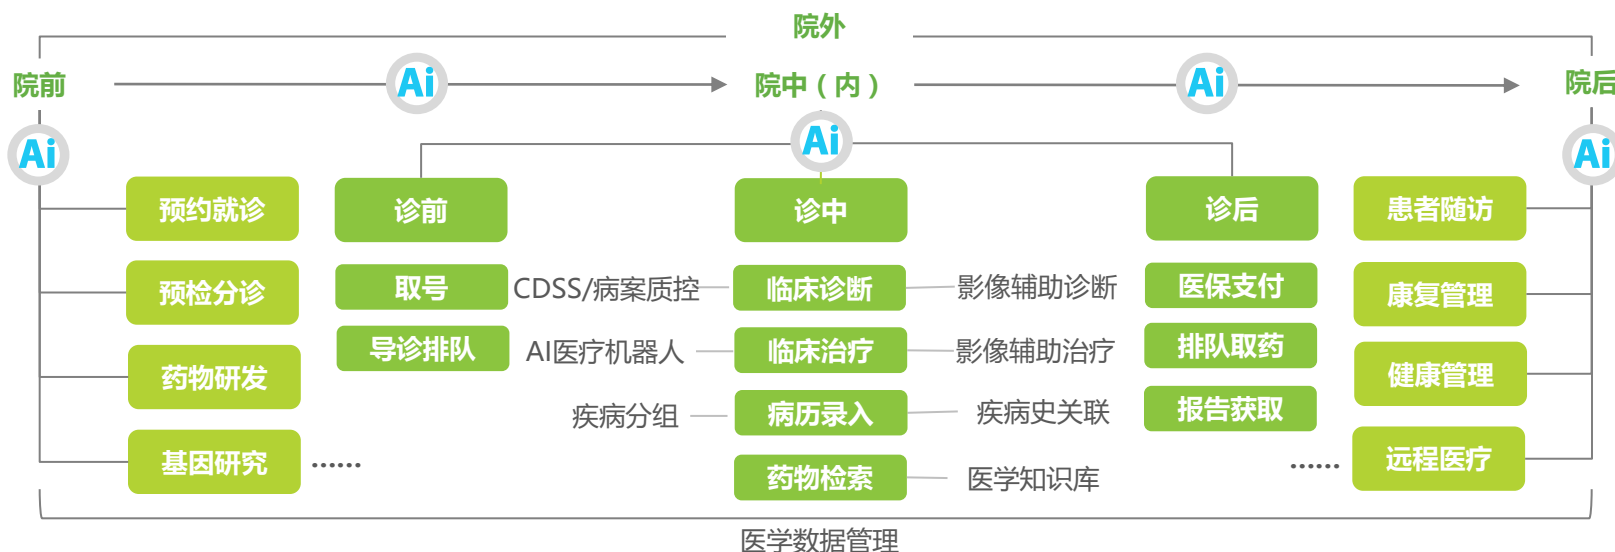 院外
院前
Ai
院中（内）
Ai
院后
Ai
Ai
Ai
预约就诊
诊前
诊中
诊后
患者随访
预检分诊
取号
CDSS/病案质控
临床诊断
影像辅助诊断
医保支付
康复管理
导诊排队
AI医疗机器人
临床治疗
影像辅助治疗
排队取药
药物研发
健康管理
疾病分组
病历录入
疾病史关联
报告获取
基因研究
······
药物检索
医学知识库
······
远程医疗
医学数据管理